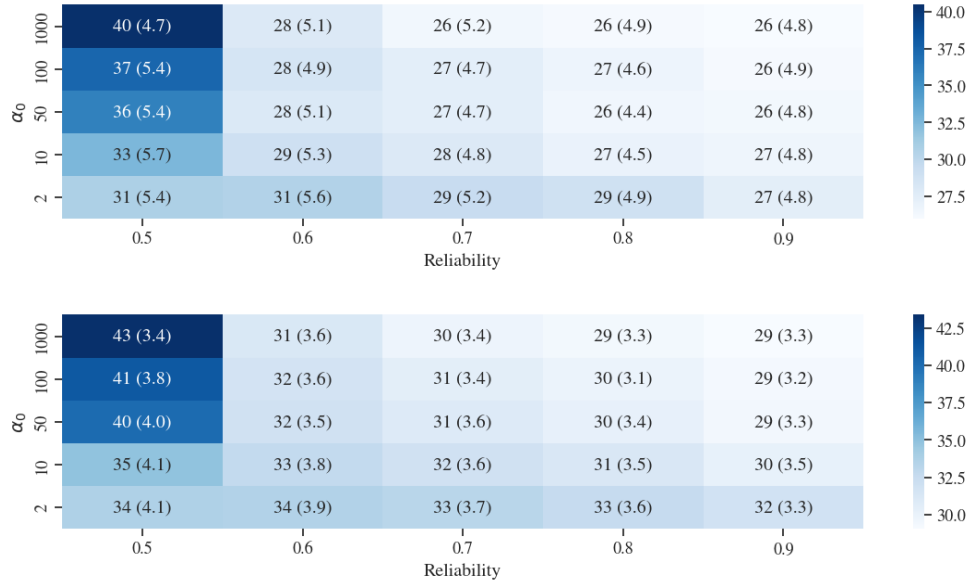 1000 40 (4.7) 28 (5.1) 26 (5.2) 26 (4.9) 26 (4.8)
100 37 (5.4) 28 (4.9) 27 (4.7) 27 (4.6) 26 (4.9)
50 36 (5.4) 28 (5.1) 27 (4.7) 26 (4.4) 26 (4.8)
10 33 (5.7) 29 (5.3) 28 (4.8) 27 (4.5) 27 (4.8)
2 31 (5.4) 31 (5.6) 29 (5.2) 29 (4.9) 27 (4.8)
α₀
0.5 0.6 0.7 0.8 0.9
Reliability
40.0
37.5
35.0
32.5
30.0
27.5
1000 43 (3.4) 31 (3.6) 30 (3.4) 29 (3.3) 29 (3.3)
100 41 (3.8) 32 (3.6) 31 (3.4) 30 (3.1) 29 (3.2)
50 40 (4.0) 32 (3.5) 31 (3.6) 30 (3.4) 29 (3.3)
10 35 (4.1) 33 (3.8) 32 (3.6) 31 (3.5) 30 (3.5)
2 34 (4.1) 34 (3.9) 33 (3.7) 33 (3.6) 32 (3.3)
α₀
0.5 0.6 0.7 0.8 0.9
Reliability
42.5
40.0
37.5
35.0
32.5
30.0